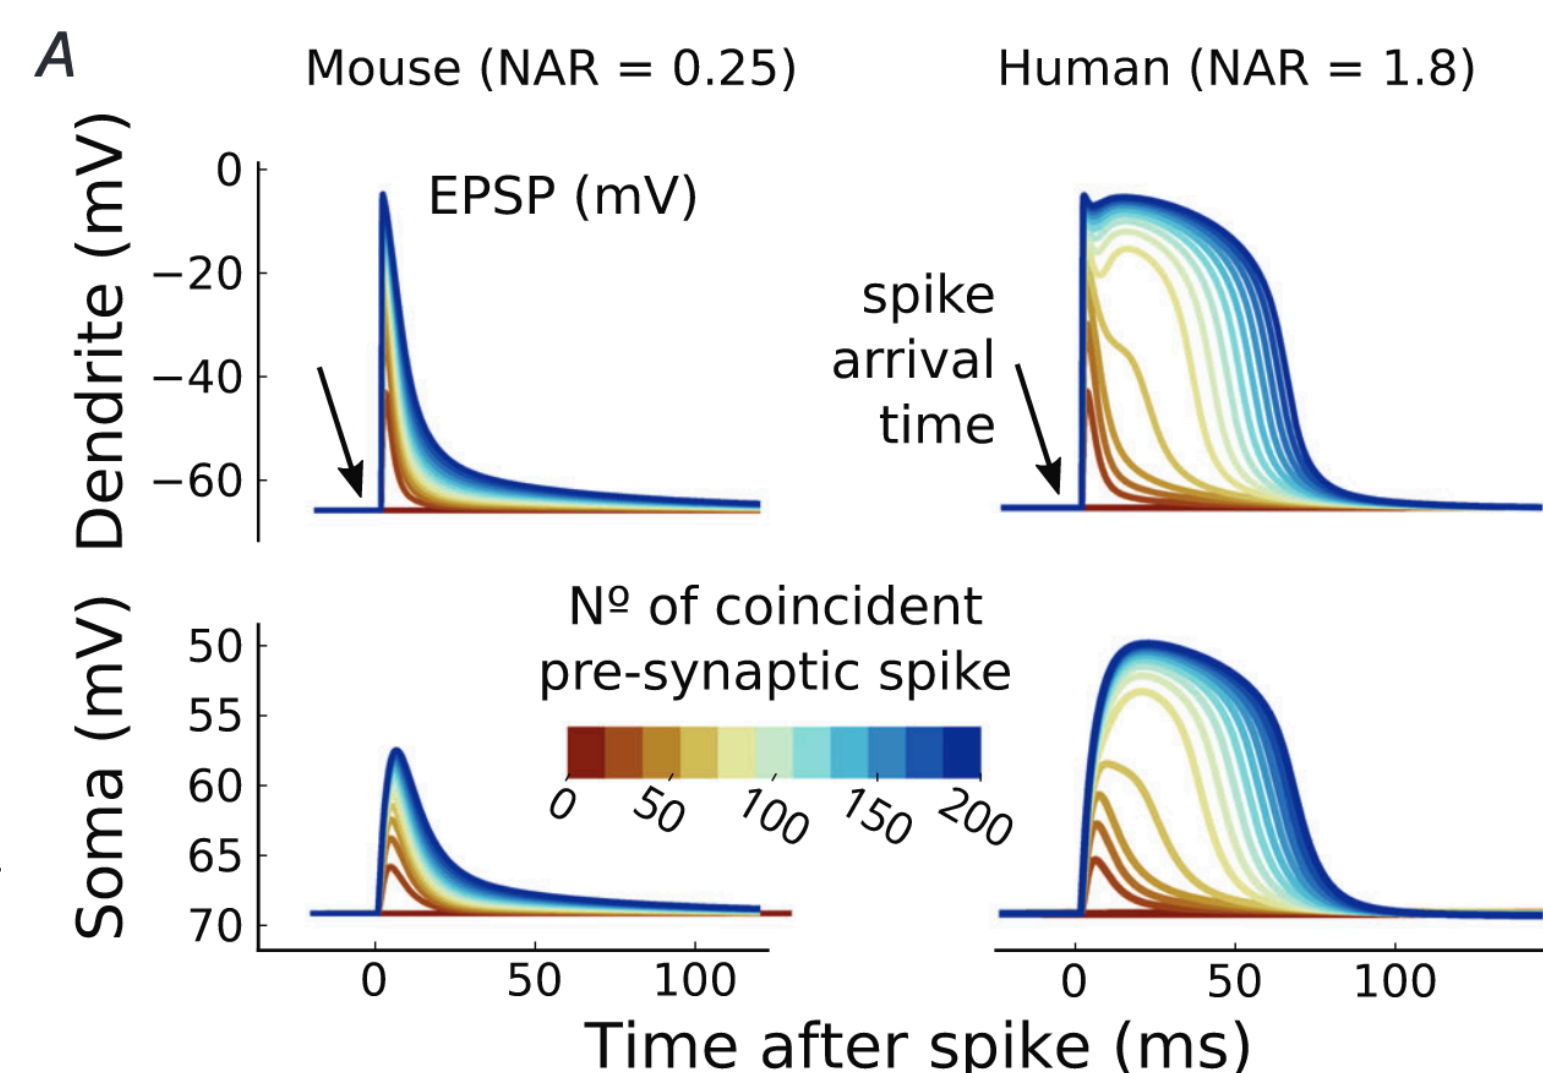 A
Mouse (NAR = 0.25)
Human (NAR = 1.8)
Dendrite (mV)
0
−20
−40
−60
EPSP (mV)
spike
arrival
time
Soma (mV)
50
55
60
65
70
Nº of coincident
pre-synaptic spike
0 50 100 150 200
0 50 100
0 50 100
Time after spike (ms)